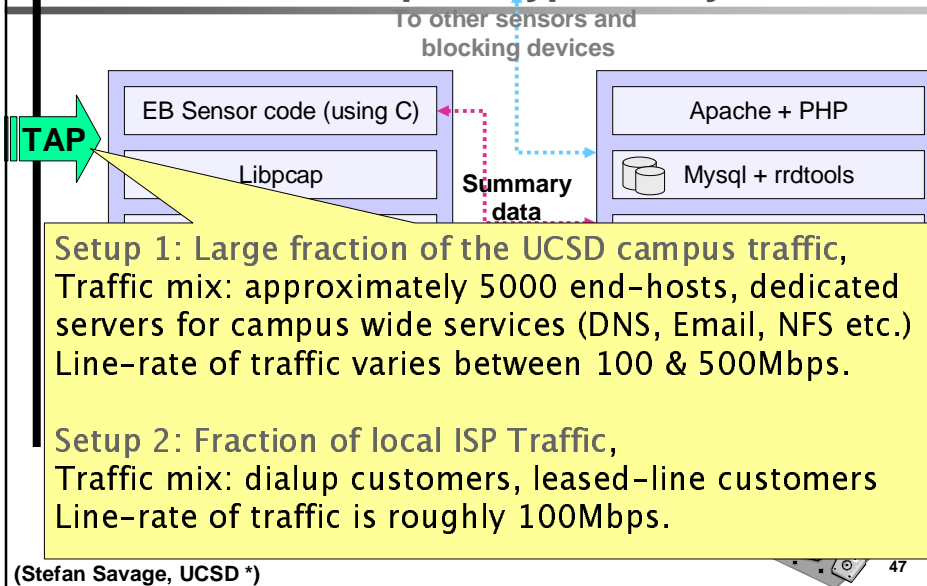 To other sensors and
blocking devices
EB Sensor code (using C)
Apache + PHP
TAP
Libpcap
Summary
data
Mysql + rrdtools
Setup 1: Large fraction of the UCSD campus traffic,
Traffic mix: approximately 5000 end-hosts, dedicated
servers for campus wide services (DNS, Email, NFS etc.)
Line-rate of traffic varies between 100 & 500Mbps.
Setup 2: Fraction of local ISP Traffic,
Traffic mix: dialup customers, leased-line customers
Line-rate of traffic is roughly 100Mbps.
(Stefan Savage, UCSD *)
47